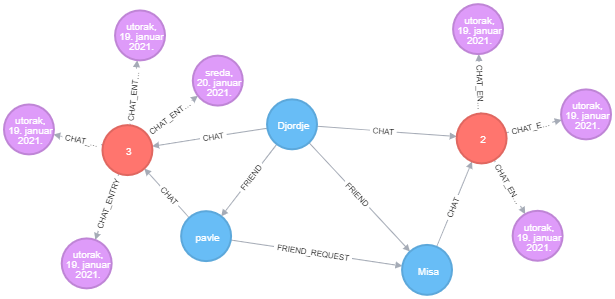 utorak,
19. januar
2021.
utorak,
19. januar
2021.
CHAT_ENT...
sreda,
20. januar
2021.
CHAT_EN...
utorak,
19. januar
2021.
CHAT_ENT...
utorak,
19. januar
2021.
Djordje
CHAT_...
CHAT
CHAT
CHAT_E...
3
2
CHAT_ENTRY
CHAT
FRIEND
FRIEND
CHAT
CHAT_EN...
pavle
FRIEND_REQUEST
utorak,
19. januar
2021.
utorak,
19. januar
2021.
Misa